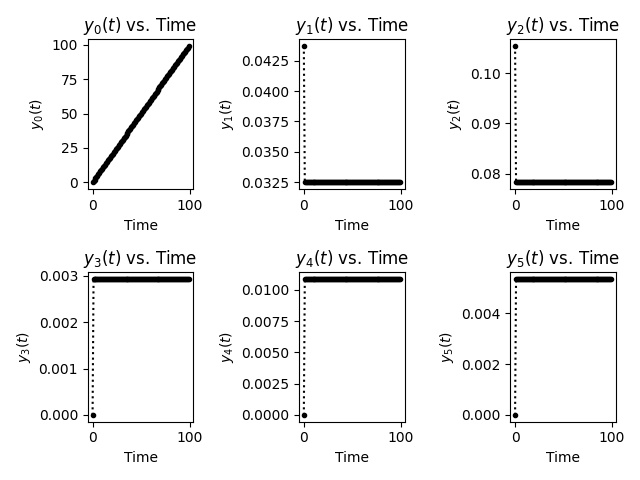 y₀(t) vs. Time
y₁(t) vs. Time
y₂(t) vs. Time
100
75
50
25
0
y₀(t)
0 100
Time
0.0425
0.0400
0.0375
0.0350
0.0325
y₁(t)
0 100
Time
0.10
0.09
0.08
y₂(t)
0 100
Time
y₃(t) vs. Time
y₄(t) vs. Time
y₅(t) vs. Time
0.003
0.002
0.001
0.000
y₃(t)
0 100
Time
0.0100
0.0075
0.0050
0.0025
0.0000
y₄(t)
0 100
Time
0.004
0.002
0.000
y₅(t)
0 100
Time